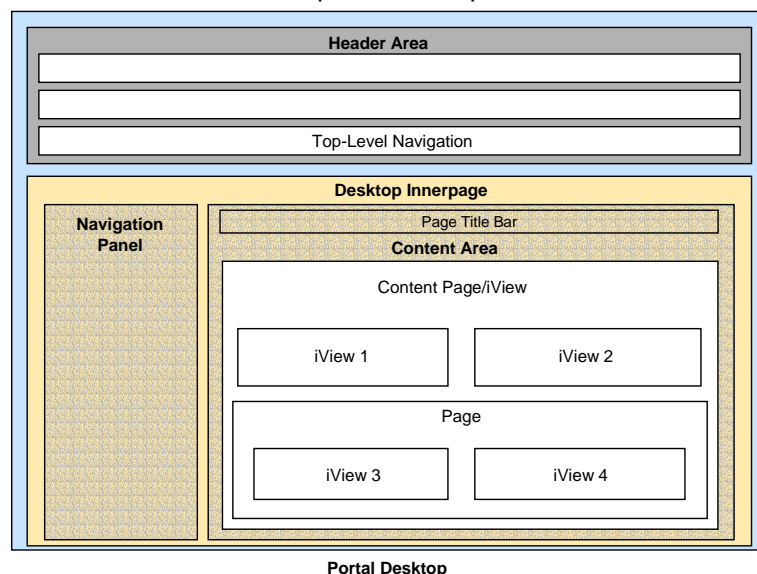 Header Area
Top-Level Navigation
Desktop Innerpage
Navigation
Panel
Page Title Bar
Content Area
Content Page/iView
iView 1
iView 2
Page
iView 3
iView 4
Portal Desktop